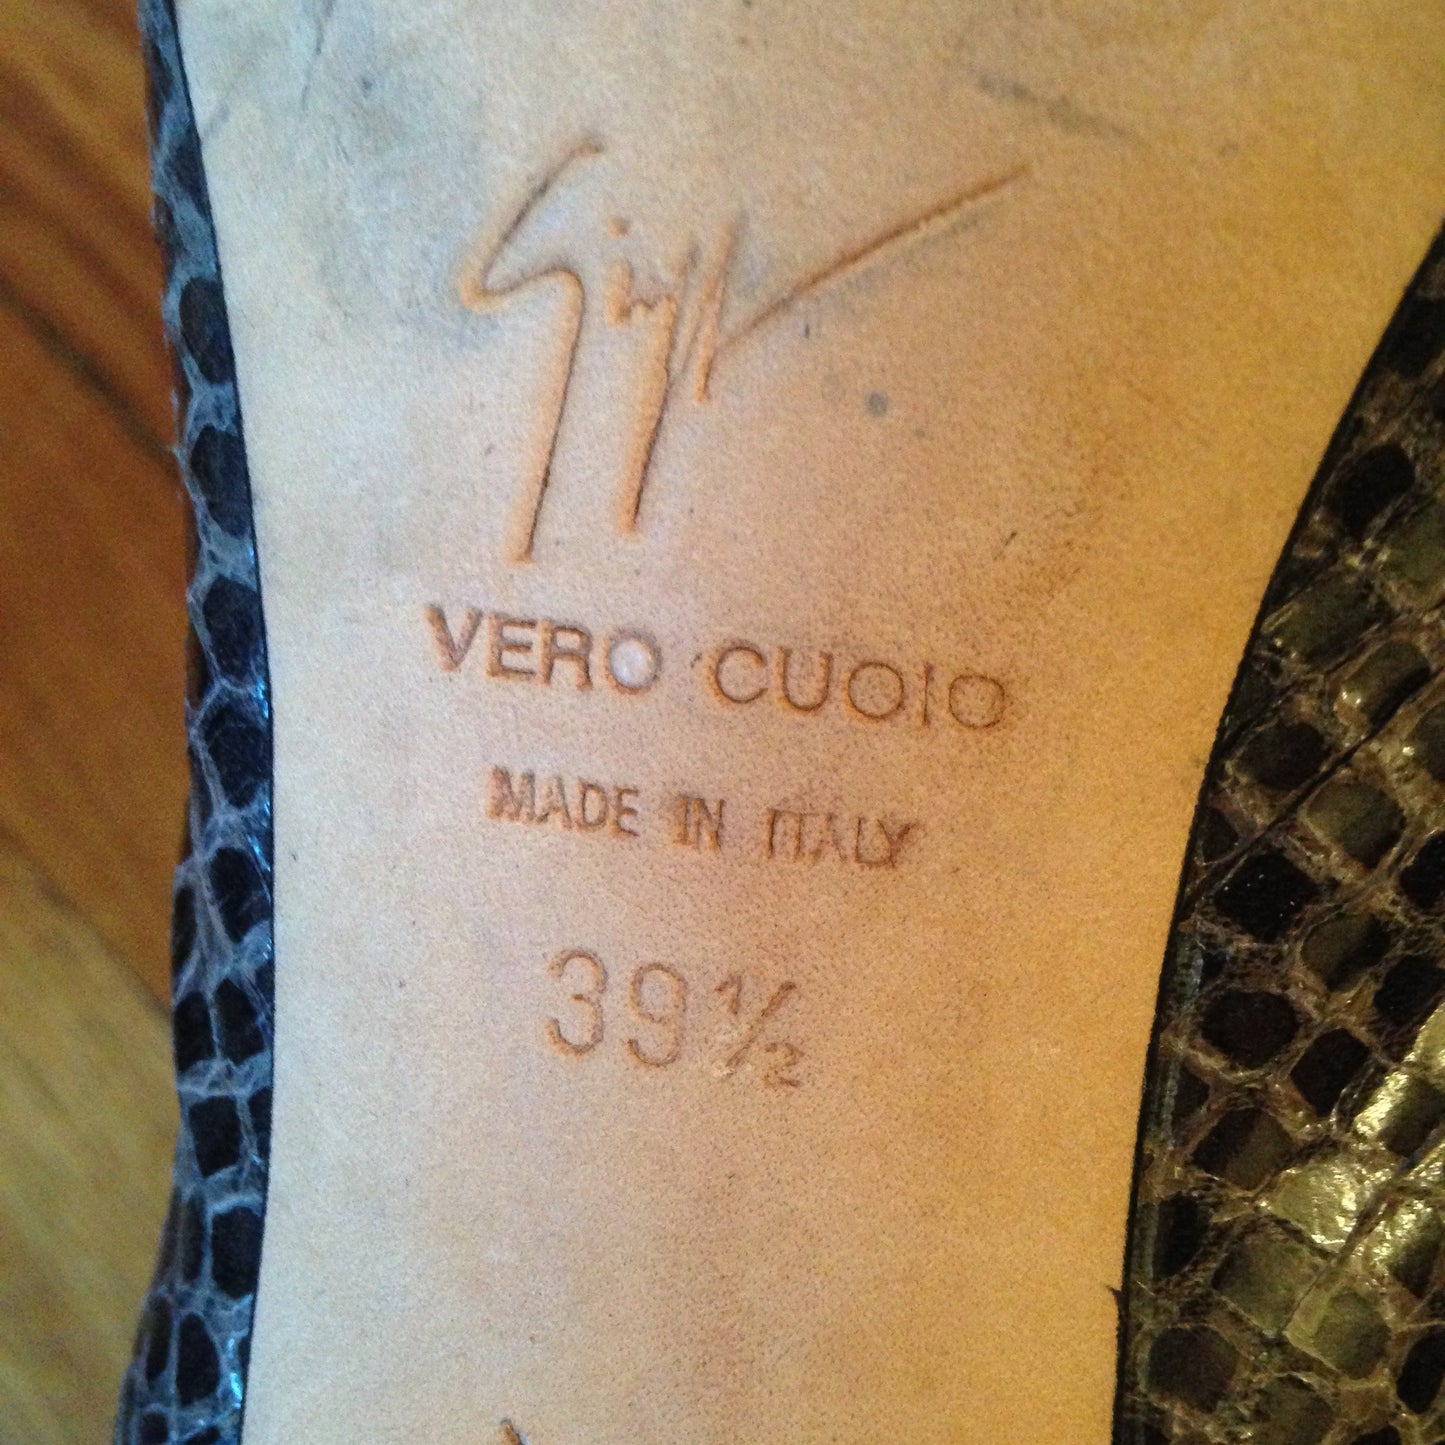 VERO CUOIO
MADE IN ITALY
39½